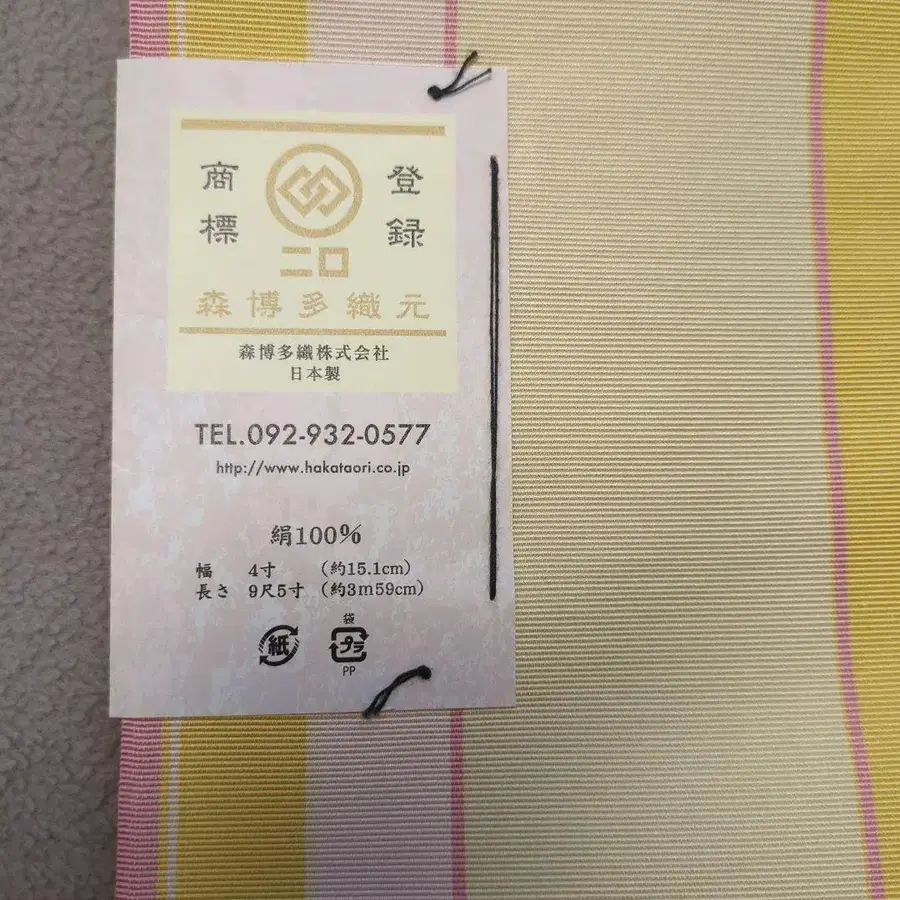 登録
商標
二口
森博多織元
森博多織株式会社
日本製
TEL.092-932-0577
http://www.hakataori.co.jp
絹100%
幅 4寸 (約15.1cm)
長さ 9尺5寸 (約3m59cm)
紙
袋
プラ
PP